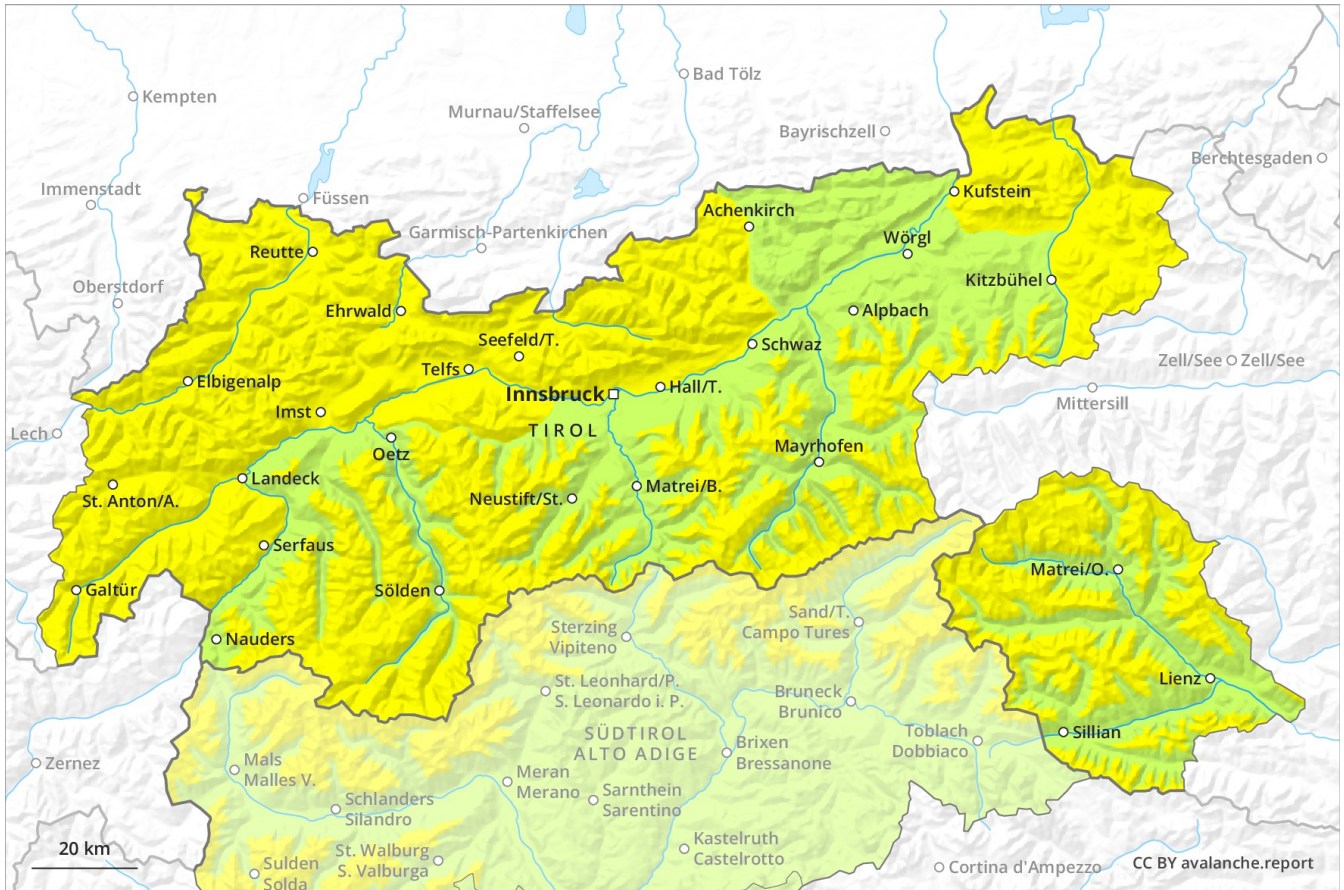 Kempten
Bad Tölz
Murnau/Staffelsee
Bayrischzell
Berchtesgaden
Immenstadt
Füssen
Kufstein
Achenkirch
Garmisch-Partenkirchen
Wörgl
Reutte
Oberstdorf
Kitzbühel
Ehrwald
Alpbach
Seefeld/T.
Schwaz
Telfs
Zell/See
Zell/See
Elbigenalp
Innsbruck
Hall/T.
Mittersill
Imst
TIROL
Lech
Mayrhofen
Oetz
Landeck
Matrei/B.
St. Anton/A.
Neustift/St.
Serfaus
Matrei/O.
Galtür
Sölden
Sand/T.
Campo Tures
Sterzing
Vipiteno
Nauders
Lienz
St. Leonhard/P.
S. Leonardo i. P.
Bruneck
Brunico
SÜDTIROL
ALTO ADIGE
Toblach
Dobbiaco
Sillian
Brixen
Bressanone
Mals
Malles V.
Zernez
Meran
Merano
Sarnthein
Sarentino
Schlanders
Silandro
Kastelruth
Castelrotto
20 km
St. Walburg
S. Valburga
Sulden
Solda
Cortina d'Ampezzo
CC BY avalanche.report